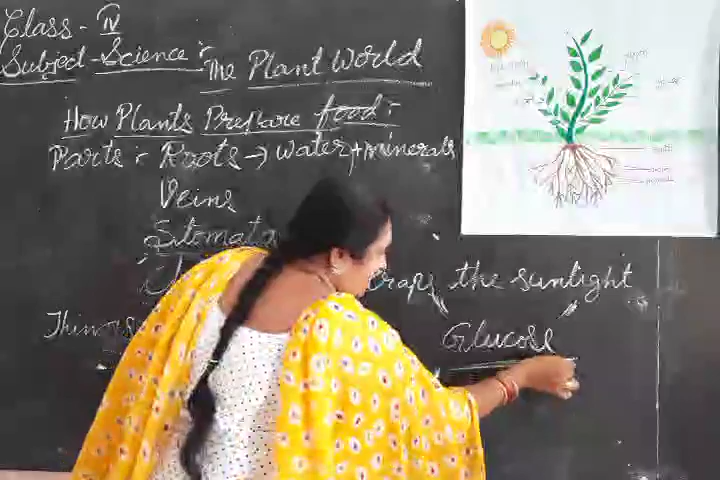 Class - IV
Subject - Science :-
The Plant World
How Plants Prepare food :-
Parts :- Roots → Water + minerals
Veins
Stomata
traps the sunlight
Glucose